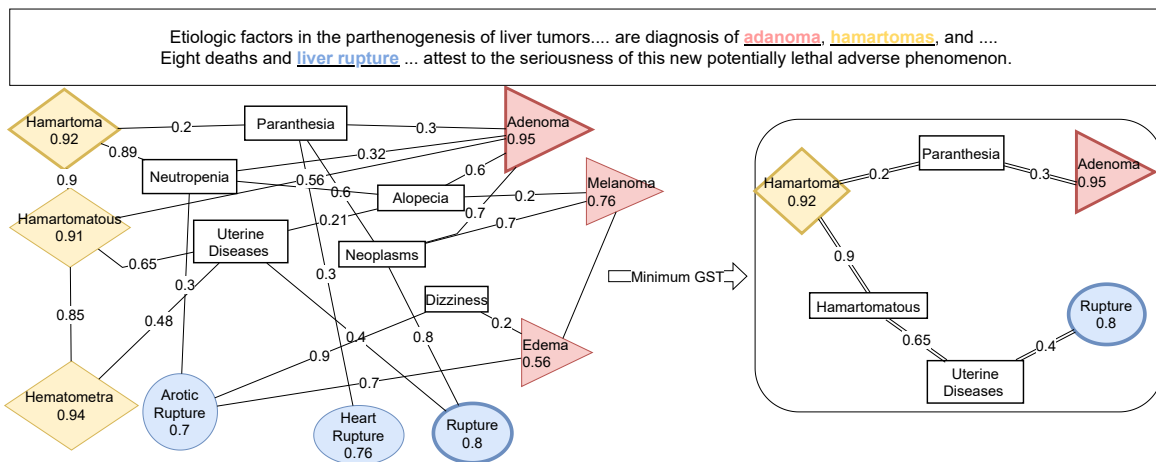 Etiologic factors in the parthenogenesis of liver tumors.... are diagnosis of adanoma, hamartomas, and ....
Eight deaths and liver rupture ... attest to the seriousness of this new potentially lethal adverse phenomenon.
Hamartoma
0.92
0.2
Paranthesia
0.3
Adenoma
0.95
0.89
Neutropenia
0.32
0.56
0.6
0.6
Alopecia
0.2
Melanoma
0.76
0.9
Hamartomatous
0.91
0.65
Uterine
Diseases
0.21
0.7
0.7
Neoplasms
0.3
0.3
Dizziness
0.2
0.85
0.48
0.4
0.8
0.9
0.7
Edema
0.56
Hematometra
0.94
Arotic
Rupture
0.7
Heart
Rupture
0.76
Rupture
0.8
Minimum GST
Hamartoma
0.92
0.2
Paranthesia
0.3
Adenoma
0.95
0.9
Hamartomatous
0.65
Uterine
Diseases
0.4
Rupture
0.8